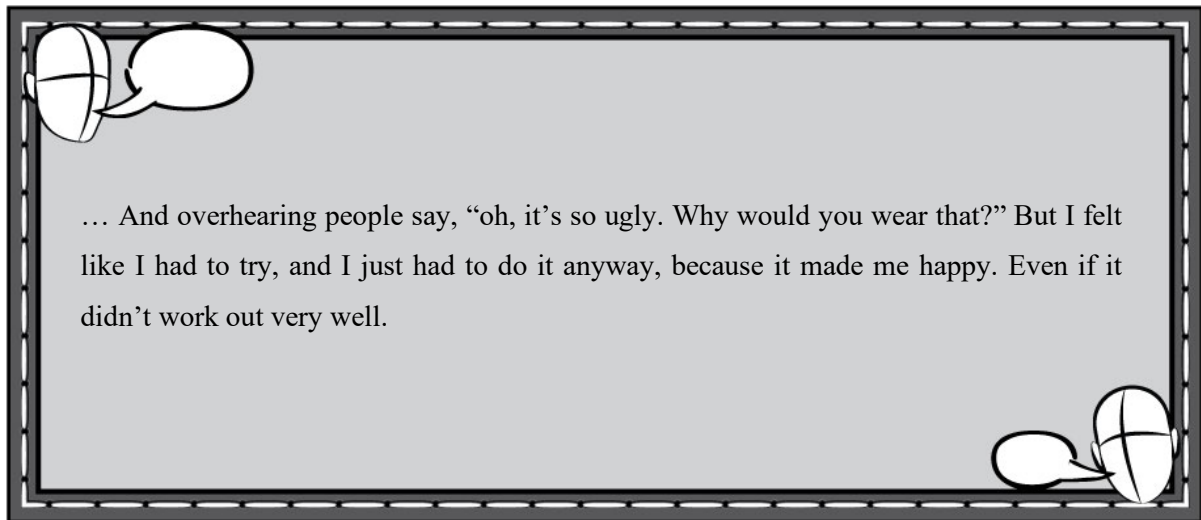 … And overhearing people say, “oh, it’s so ugly. Why would you wear that?” But I felt
like I had to try, and I just had to do it anyway, because it made me happy. Even if it
didn’t work out very well.